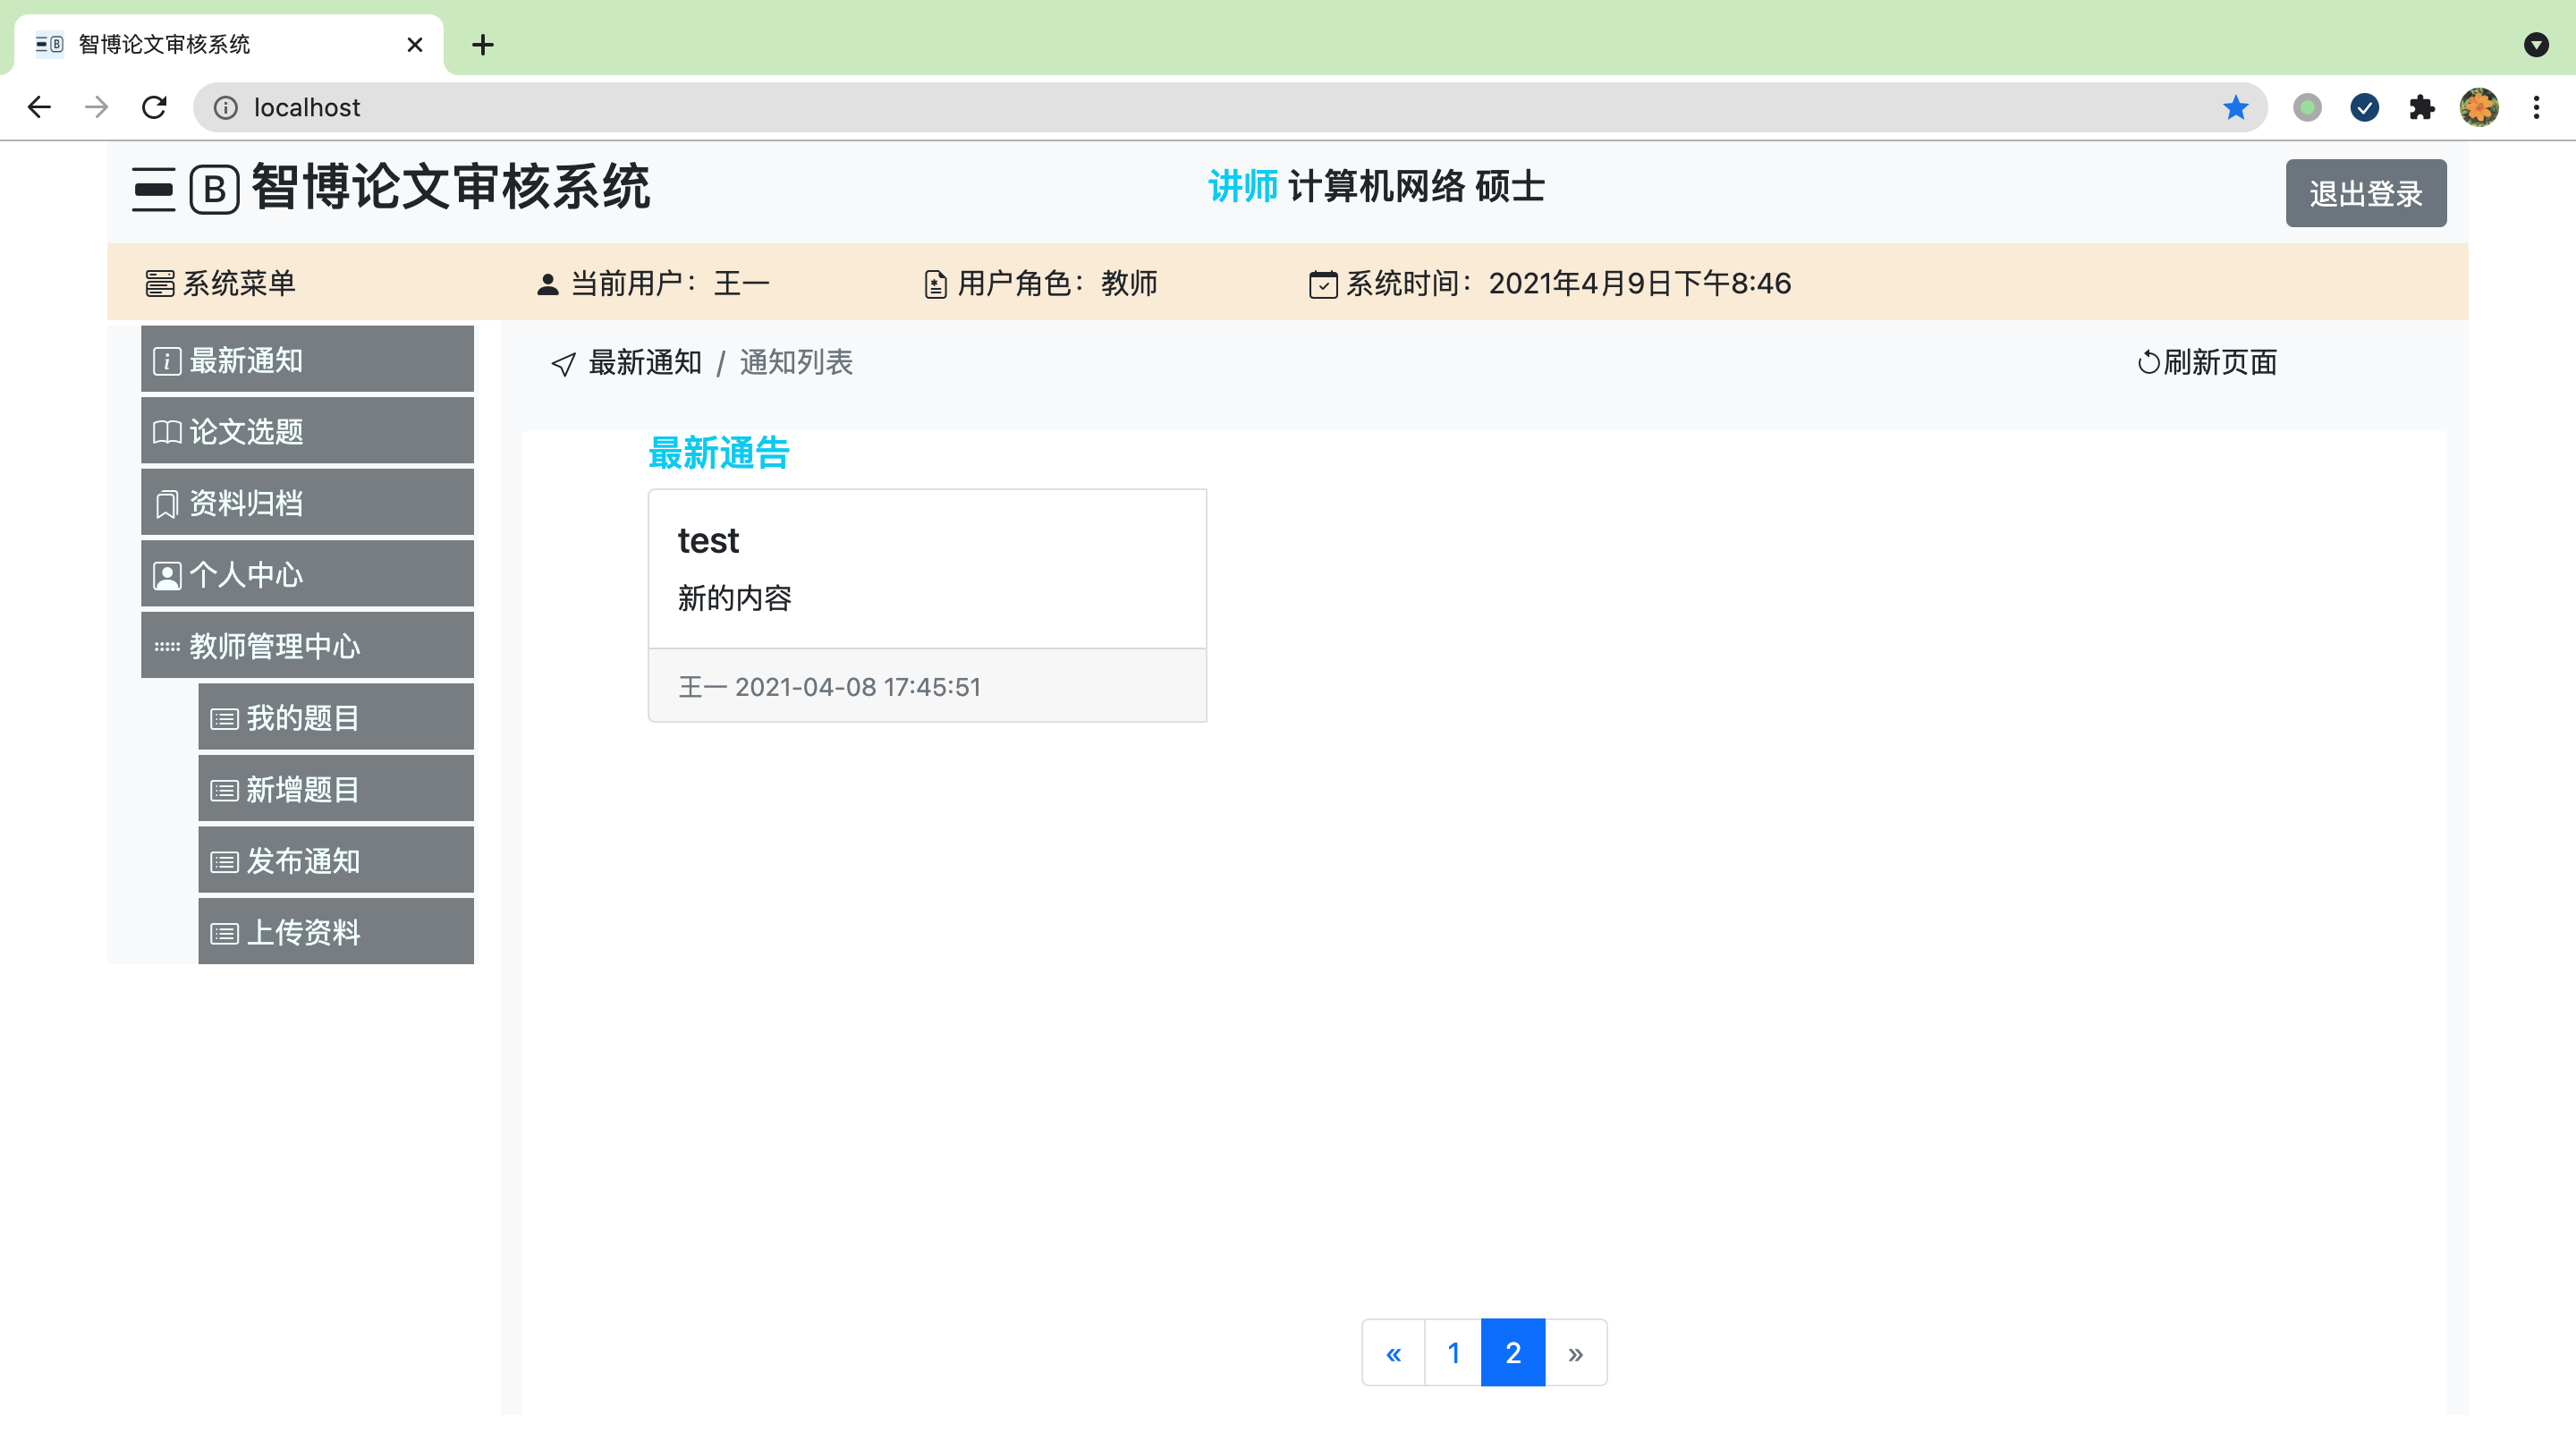 智博论文审核系统
localhost
B 智博论文审核系统
讲师 计算机网络 硕士
退出登录
系统菜单
当前用户：王一
用户角色：教师
系统时间：2021年4月9日下午8:46
最新通知
论文选题
资料归档
个人中心
教师管理中心
我的题目
新增题目
发布通知
上传资料
最新通知 / 通知列表
刷新页面
最新通告
test
新的内容
王一 2021-04-08 17:45:51
« 1 2 »